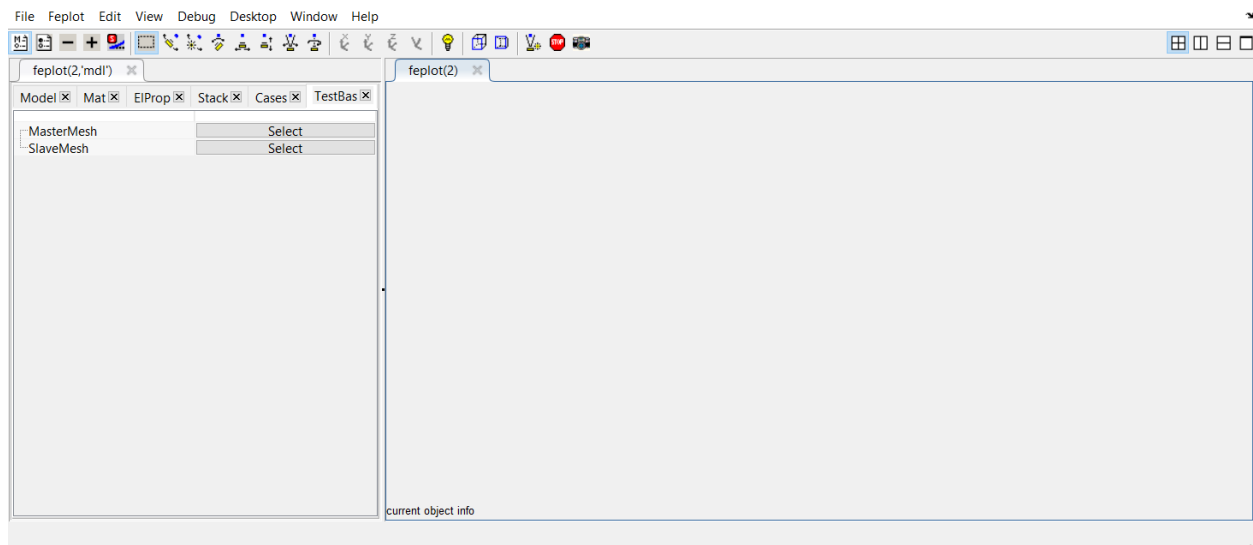 File Feplot Edit View Debug Desktop Window Help
feplot(2,'mdl')
feplot(2)
Model Mat ElProp Stack Cases TestBas
MasterMesh Select
SlaveMesh Select
current object info